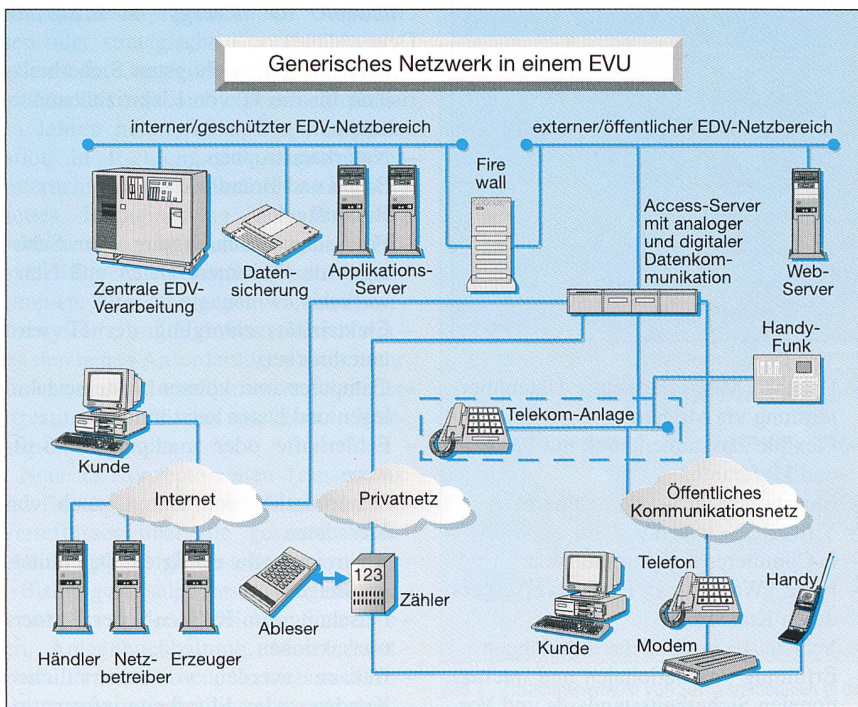 Generisches Netzwerk in einem EVU
interner/geschützter EDV-Netzbereich
externer/öffentlicher EDV-Netzbereich
Fire
wall
Access-Server
mit analoger
und digitaler
Datenkom-
munikation
Zentrale EDV-
Verarbeitung
Daten-
sicherung
Applikations-
Server
Web-
Server
Handy-
Funk
Telekom-Anlage
Kunde
Internet
Privatnetz
Öffentliches
Kommunikationsnetz
123
Zähler
Ableser
Händler
Netz-
betreiber
Erzeuger
Kunde
Telefon
Handy
Modem